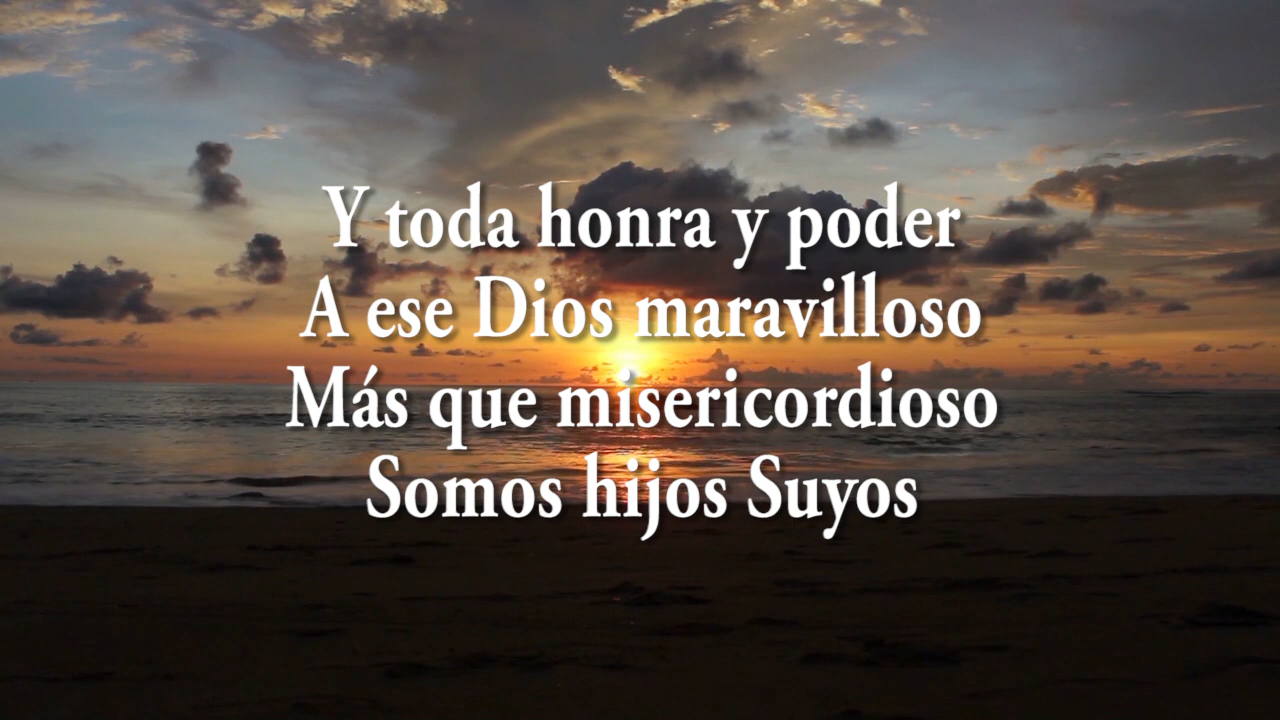 Y toda honra y poder
A ese Dios maravilloso
Más que misericordioso
Somos hijos Suyos